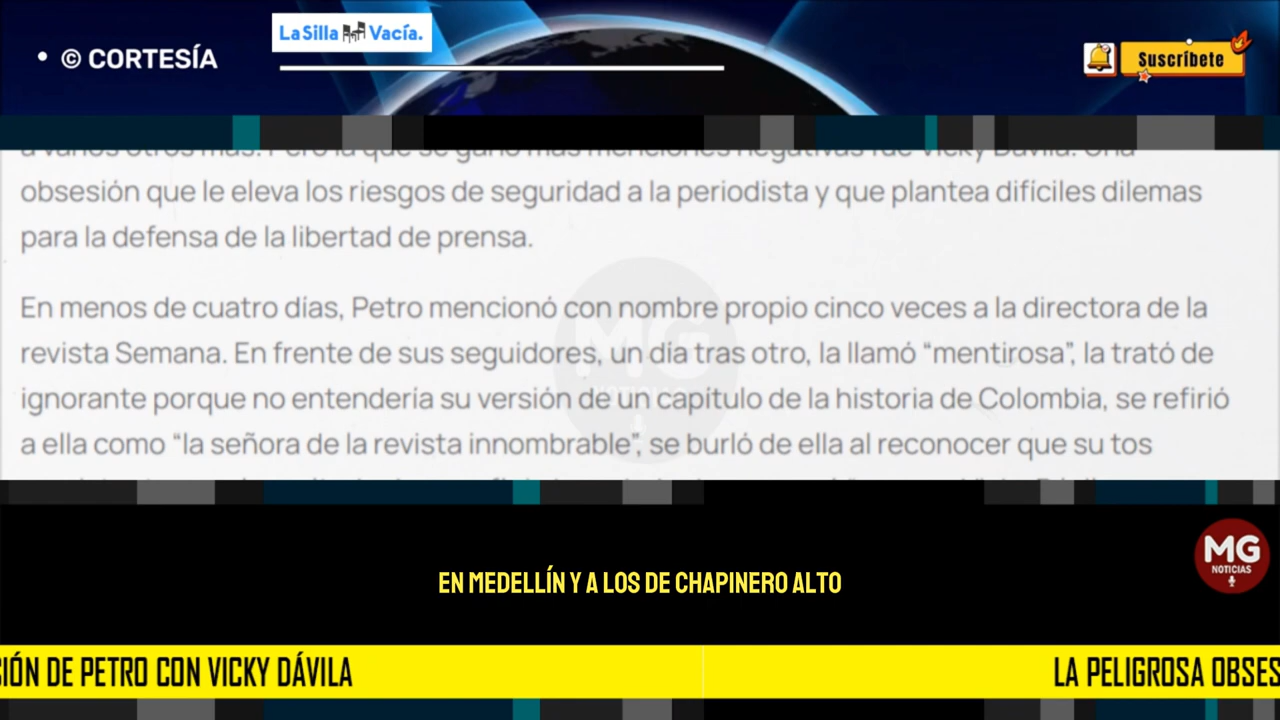 • © CORTESÍA
La Silla Vacía.
Suscríbete
obsesión que le eleva los riesgos de seguridad a la periodista y que plantea difíciles dilemas
para la defensa de la libertad de prensa.
En menos de cuatro días, Petro mencionó con nombre propio cinco veces a la directora de la
revista Semana. En frente de sus seguidores, un día tras otro, la llamó “mentirosa”, la trató de
ignorante porque no entendería su versión de un capítulo de la historia de Colombia, se refirió
a ella como “la señora de la revista innombrable”, se burló de ella al reconocer que su tos
MG
NOTICIAS
EN MEDELLÍN Y A LOS DE CHAPINERO ALTO
IÓN DE PETRO CON VICKY DÁVILA
LA PELIGROSA OBSES